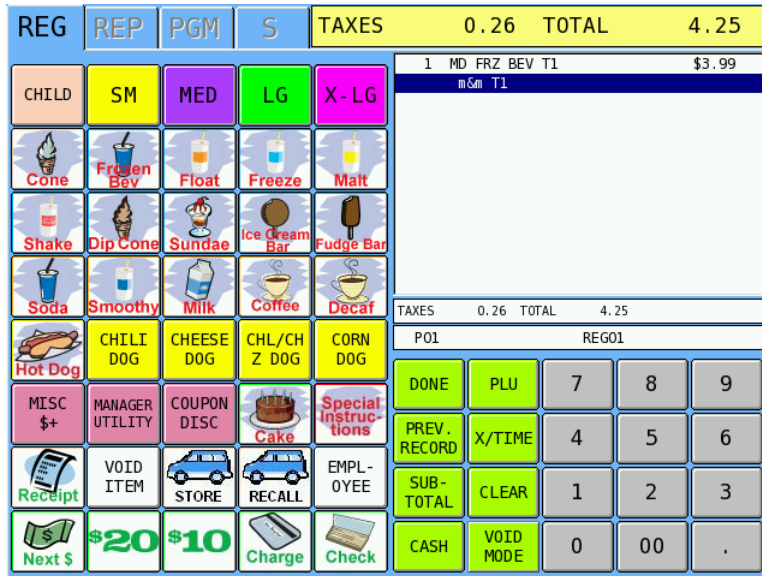 REG REP PGM S TAXES 0.26 TOTAL 4.25
1 MD FRZ BEV T1 $3.99
m&m T1
CHILD SM MED LG X-LG
Cone Frozen Bev Float Freeze Malt
Shake Dip Cone Sundae Ice Cream Bar Fudge Bar
Soda Smoothy Milk Coffee Decaf
TAXES 0.26 TOTAL 4.25
P01 REG01
Hot Dog CHILI DOG CHEESE DOG CHL/CH Z DOG CORN DOG
MISC $+ MANAGER UTILITY COUPON DISC Cake Special Instruc-tions
Receipt VOID ITEM STORE RECALL EMPL-OYEE
Next $ $20 $10 Charge Check
DONE PLU 7 8 9
PREV. RECORD X/TIME 4 5 6
SUB-TOTAL CLEAR 1 2 3
CASH VOID MODE 0 00 .